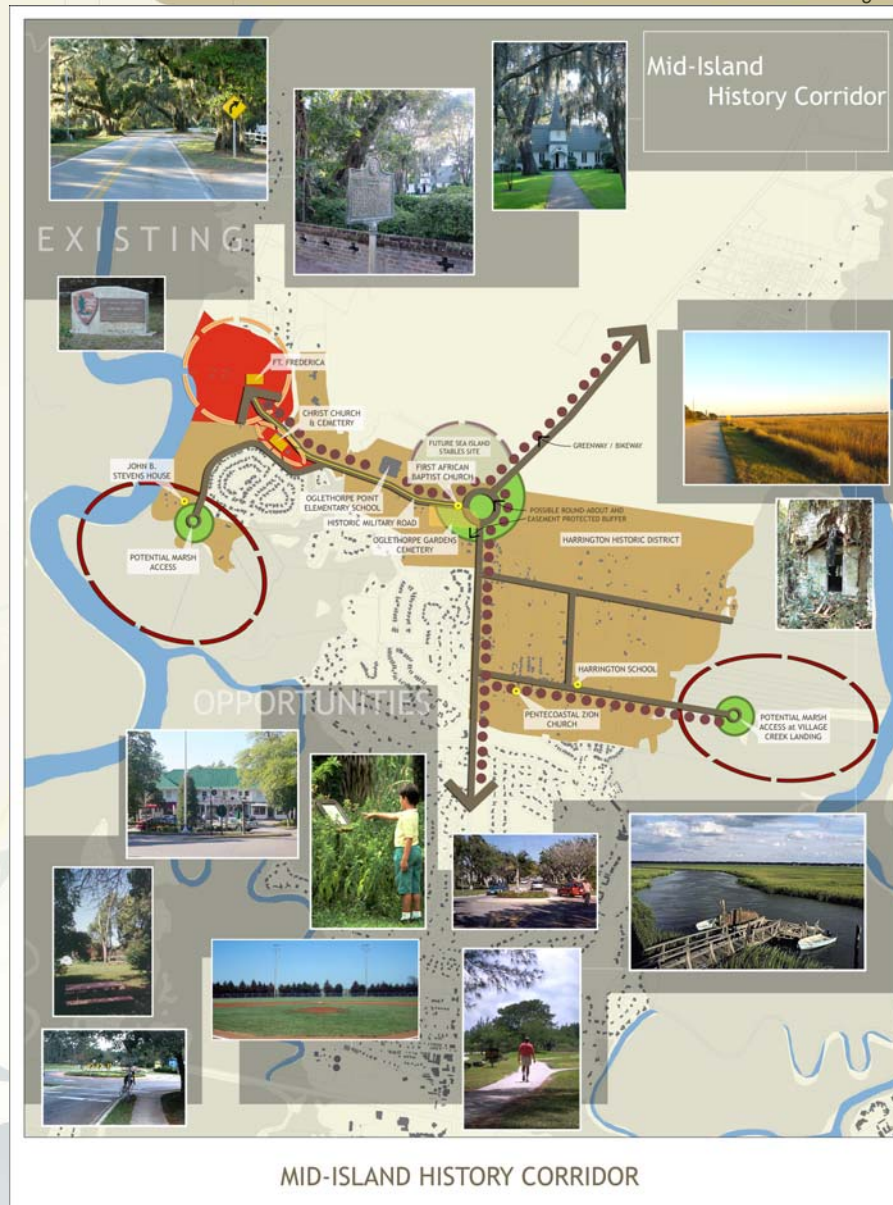 Mid-Island
History Corridor
EXISTING
FT. FREDERICA
CHRIST CHURCH
& CEMETERY
FUTURE SEA ISLAND
STABLES SITE
FIRST AFRICAN
BAPTIST CHURCH
GREENWAY / BIKEWAY
JOHN B.
STEVENS HOUSE
OGLETHORPE POINT
ELEMENTARY SCHOOL
HISTORIC MILITARY ROAD
POSSIBLE ROUND-ABOUT AND
EASEMENT PROTECTED BUFFER
OGLETHORPE GARDENS
CEMETERY
HARRINGTON HISTORIC DISTRICT
POTENTIAL MARSH
ACCESS
HARRINGTON SCHOOL
OPPORTUNITIES
PENTECOASTAL ZION
CHURCH
POTENTIAL MARSH
ACCESS at VILLAGE
CREEK LANDING
MID-ISLAND HISTORY CORRIDOR